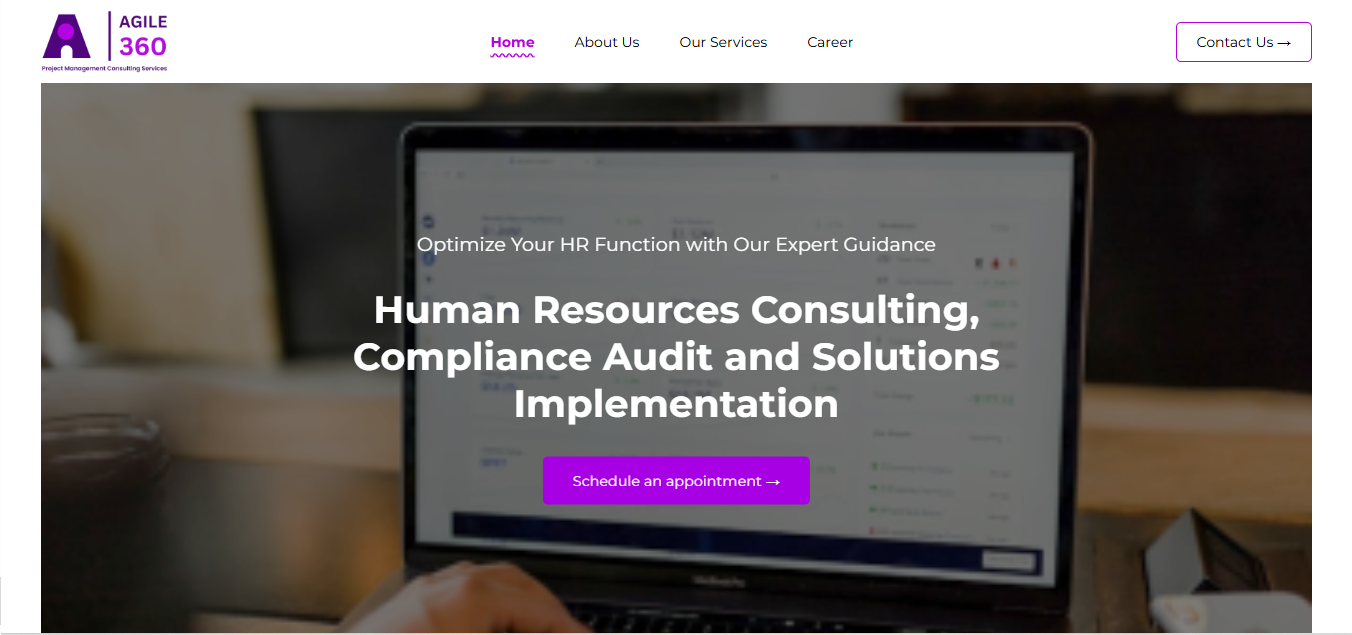 AGILE
360
Project Management Consulting Services
Home
About Us
Our Services
Career
Contact Us →
Optimize Your HR Function with Our Expert Guidance
Human Resources Consulting,
Compliance Audit and Solutions
Implementation
Schedule an appointment →